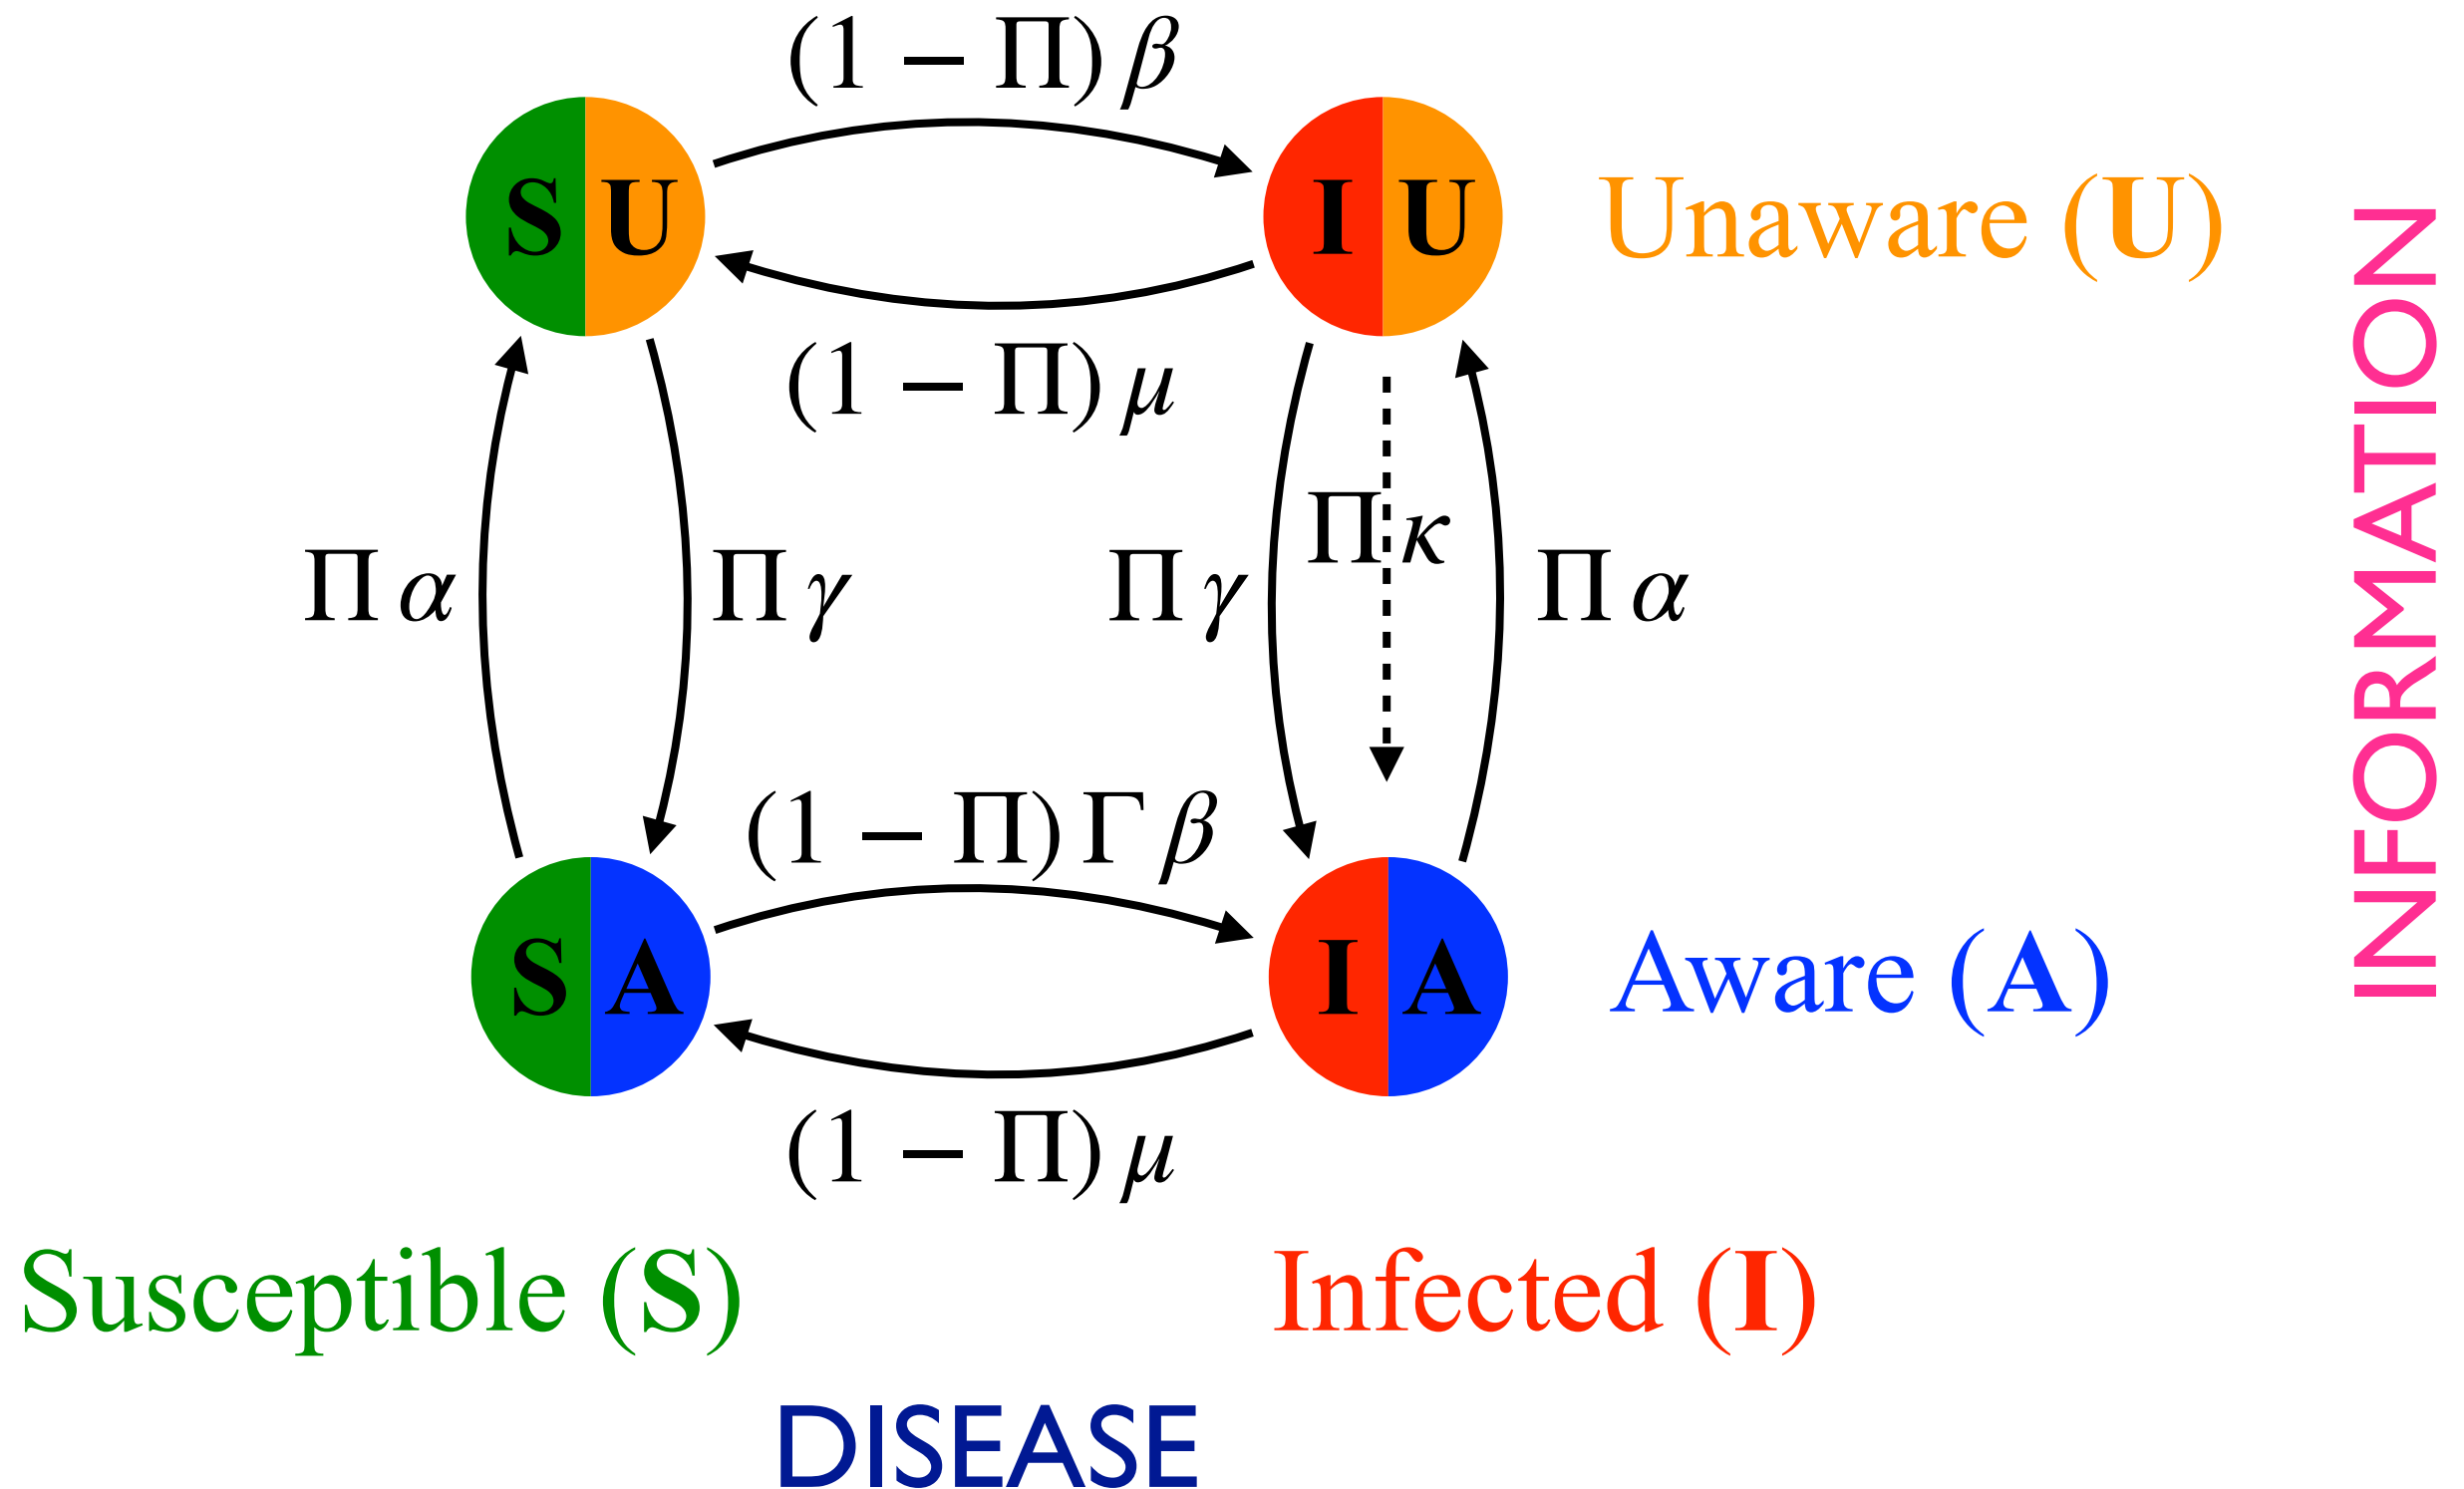 (1 − Π) β
S U
I U
Unaware (U)
(1 − Π) μ
Π α
Π γ
Π γ
Π κ
Π α
INFORMATION
(1 − Π) Γ β
S A
I A
Aware (A)
(1 − Π) μ
Susceptible (S)
Infected (I)
DISEASE